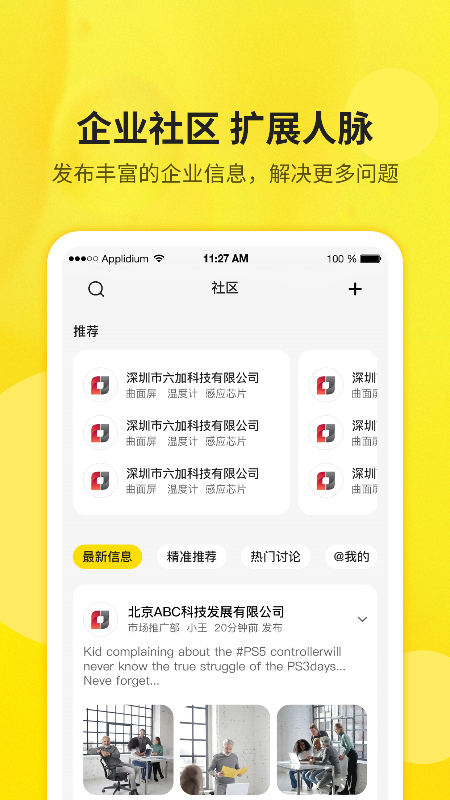 企业社区 扩展人脉
发布丰富的企业信息，解决更多问题
Applidium 11:27 AM 100 %
社区
推荐
深圳市六加科技有限公司 深圳
曲面屏 温度计 感应芯片 曲面
深圳市六加科技有限公司 深圳
曲面屏 温度计 感应芯片 曲面
深圳市六加科技有限公司 深圳
曲面屏 温度计 感应芯片 曲面
最新信息 精准推荐 热门讨论 @我的
北京ABC科技发展有限公司
市场推广部 小王 20分钟前 发布
Kid complaining about the #PS5 controllerwill
never know the true struggle of the PS3days...
Neve forget...